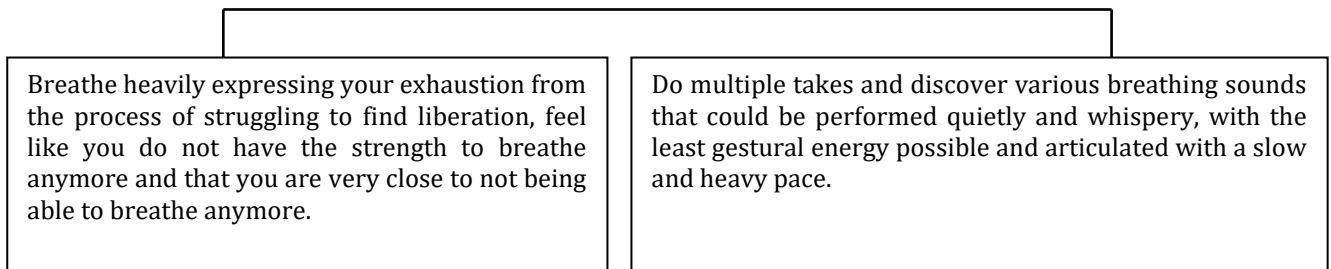 Breathe heavily expressing your exhaustion from
the process of struggling to find liberation, feel
like you do not have the strength to breathe
anymore and that you are very close to not being
able to breathe anymore.
Do multiple takes and discover various breathing sounds
that could be performed quietly and whispery, with the
least gestural energy possible and articulated with a slow
and heavy pace.